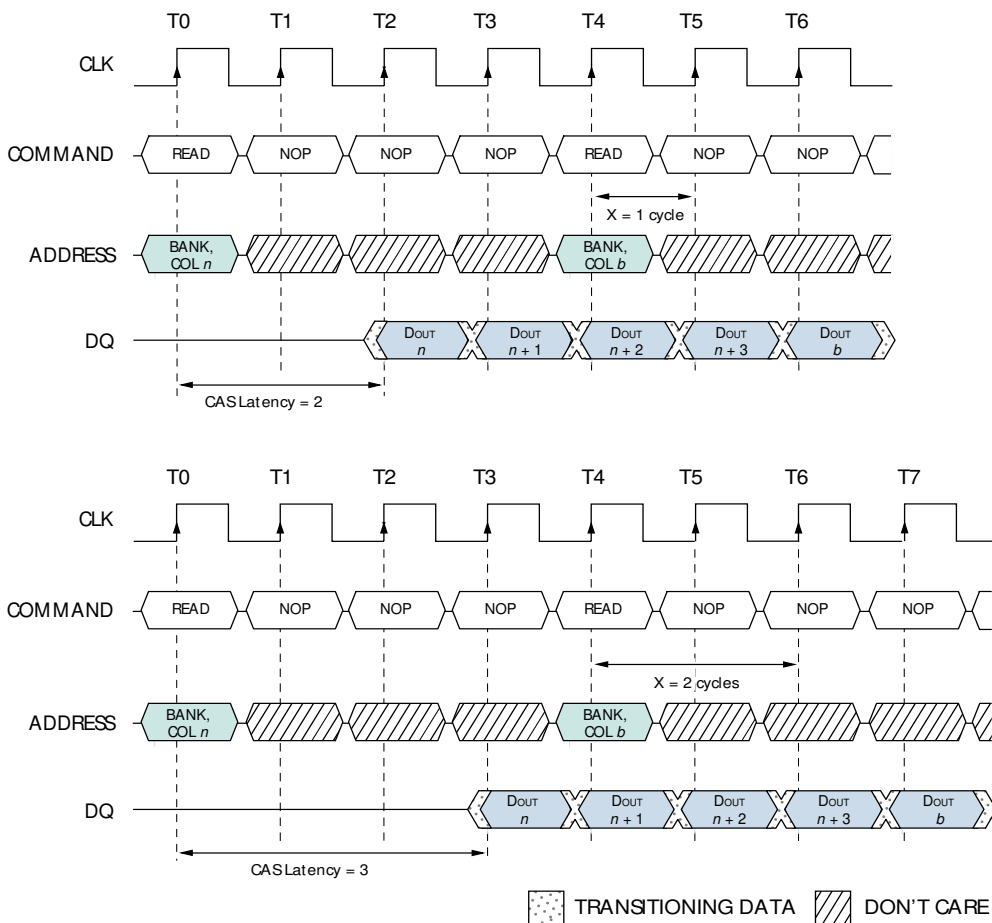 T0 T1 T2 T3 T4 T5 T6
CLK
COMMAND READ NOP NOP NOP READ NOP NOP
X = 1 cycle
ADDRESS BANK, COL n BANK, COL b
DQ DOUT n DOUT n + 1 DOUT n + 2 DOUT n + 3 DOUT b
CAS Latency = 2
T0 T1 T2 T3 T4 T5 T6 T7
CLK
COMMAND READ NOP NOP NOP READ NOP NOP NOP
X = 2 cycles
ADDRESS BANK, COL n BANK, COL b
DQ DOUT n DOUT n + 1 DOUT n + 2 DOUT n + 3 DOUT b
CAS Latency = 3
TRANSITIONING DATA DON'T CARE